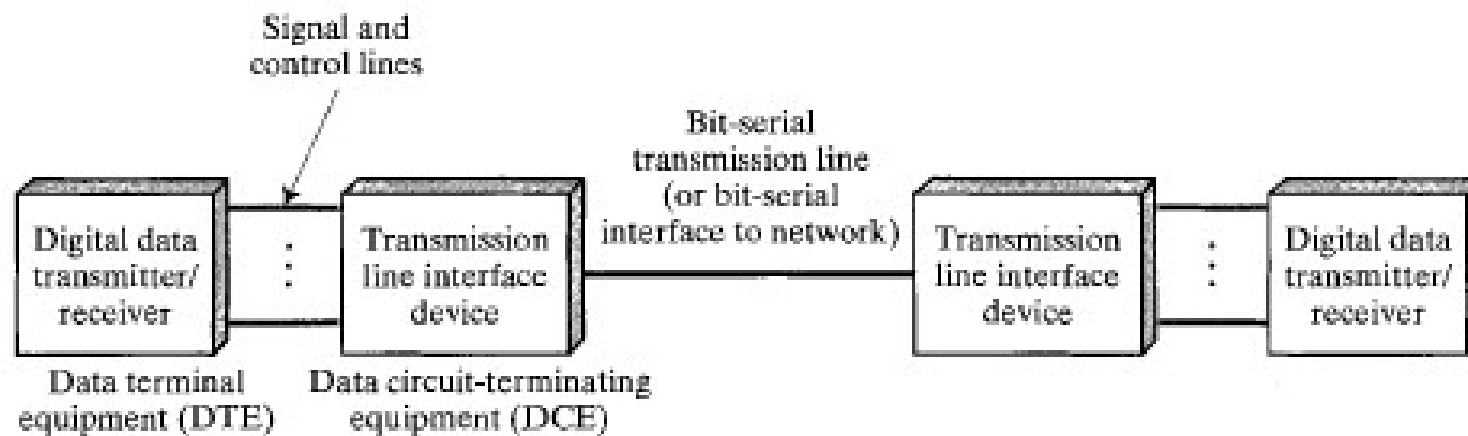 Signal and
control lines
Bit-serial
transmission line
(or bit-serial
interface to network)
Digital data
transmitter/
receiver
Transmission
line interface
device
Transmission
line interface
device
Digital data
transmitter/
receiver
Data terminal
equipment (DTE)
Data circuit-terminating
equipment (DCE)